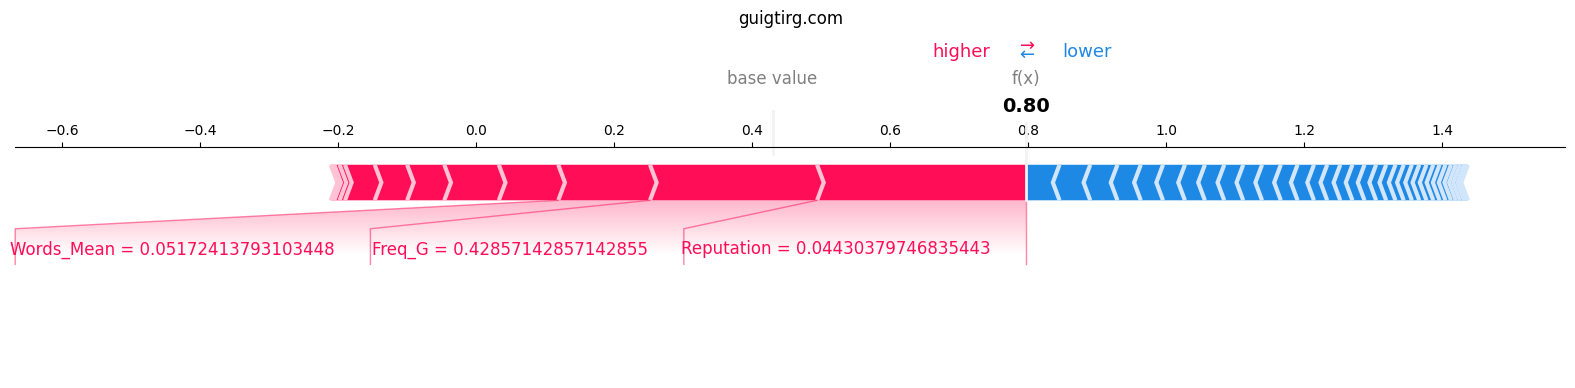 guigtirg.com
higher ⇄ lower
base value f(x)
0.80
−0.6 −0.4 −0.2 0.0 0.2 0.4 0.6 0.8 1.0 1.2 1.4
Words_Mean = 0.05172413793103448 Freq_G = 0.42857142857142855 Reputation = 0.04430379746835443